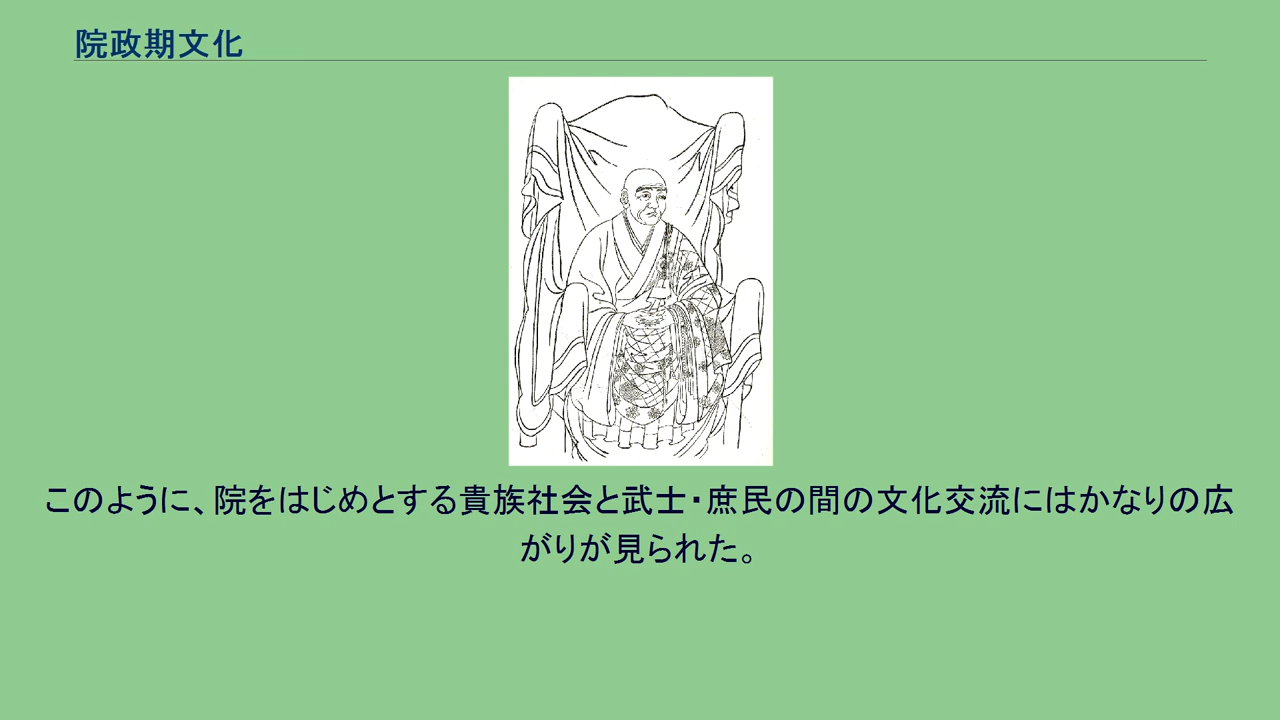 院政期文化
このように、院をはじめとする貴族社会と武士・庶民の間の文化交流にはかなりの広
がりが見られた。